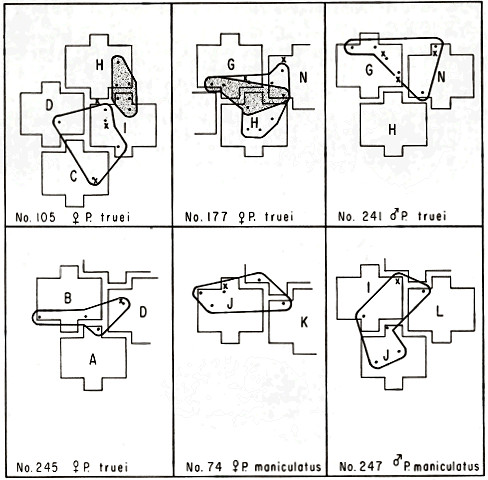 H
D
I
C
No. 105 ♀ P. truei
G
N
H
No. 177 ♀ P. truei
G
N
H
No. 241 ♂ P. truei
B
D
A
No. 245 ♀ P. truei
J
K
No. 74 ♀ P. maniculatus
I
L
J
No. 247 ♂ P. maniculatus